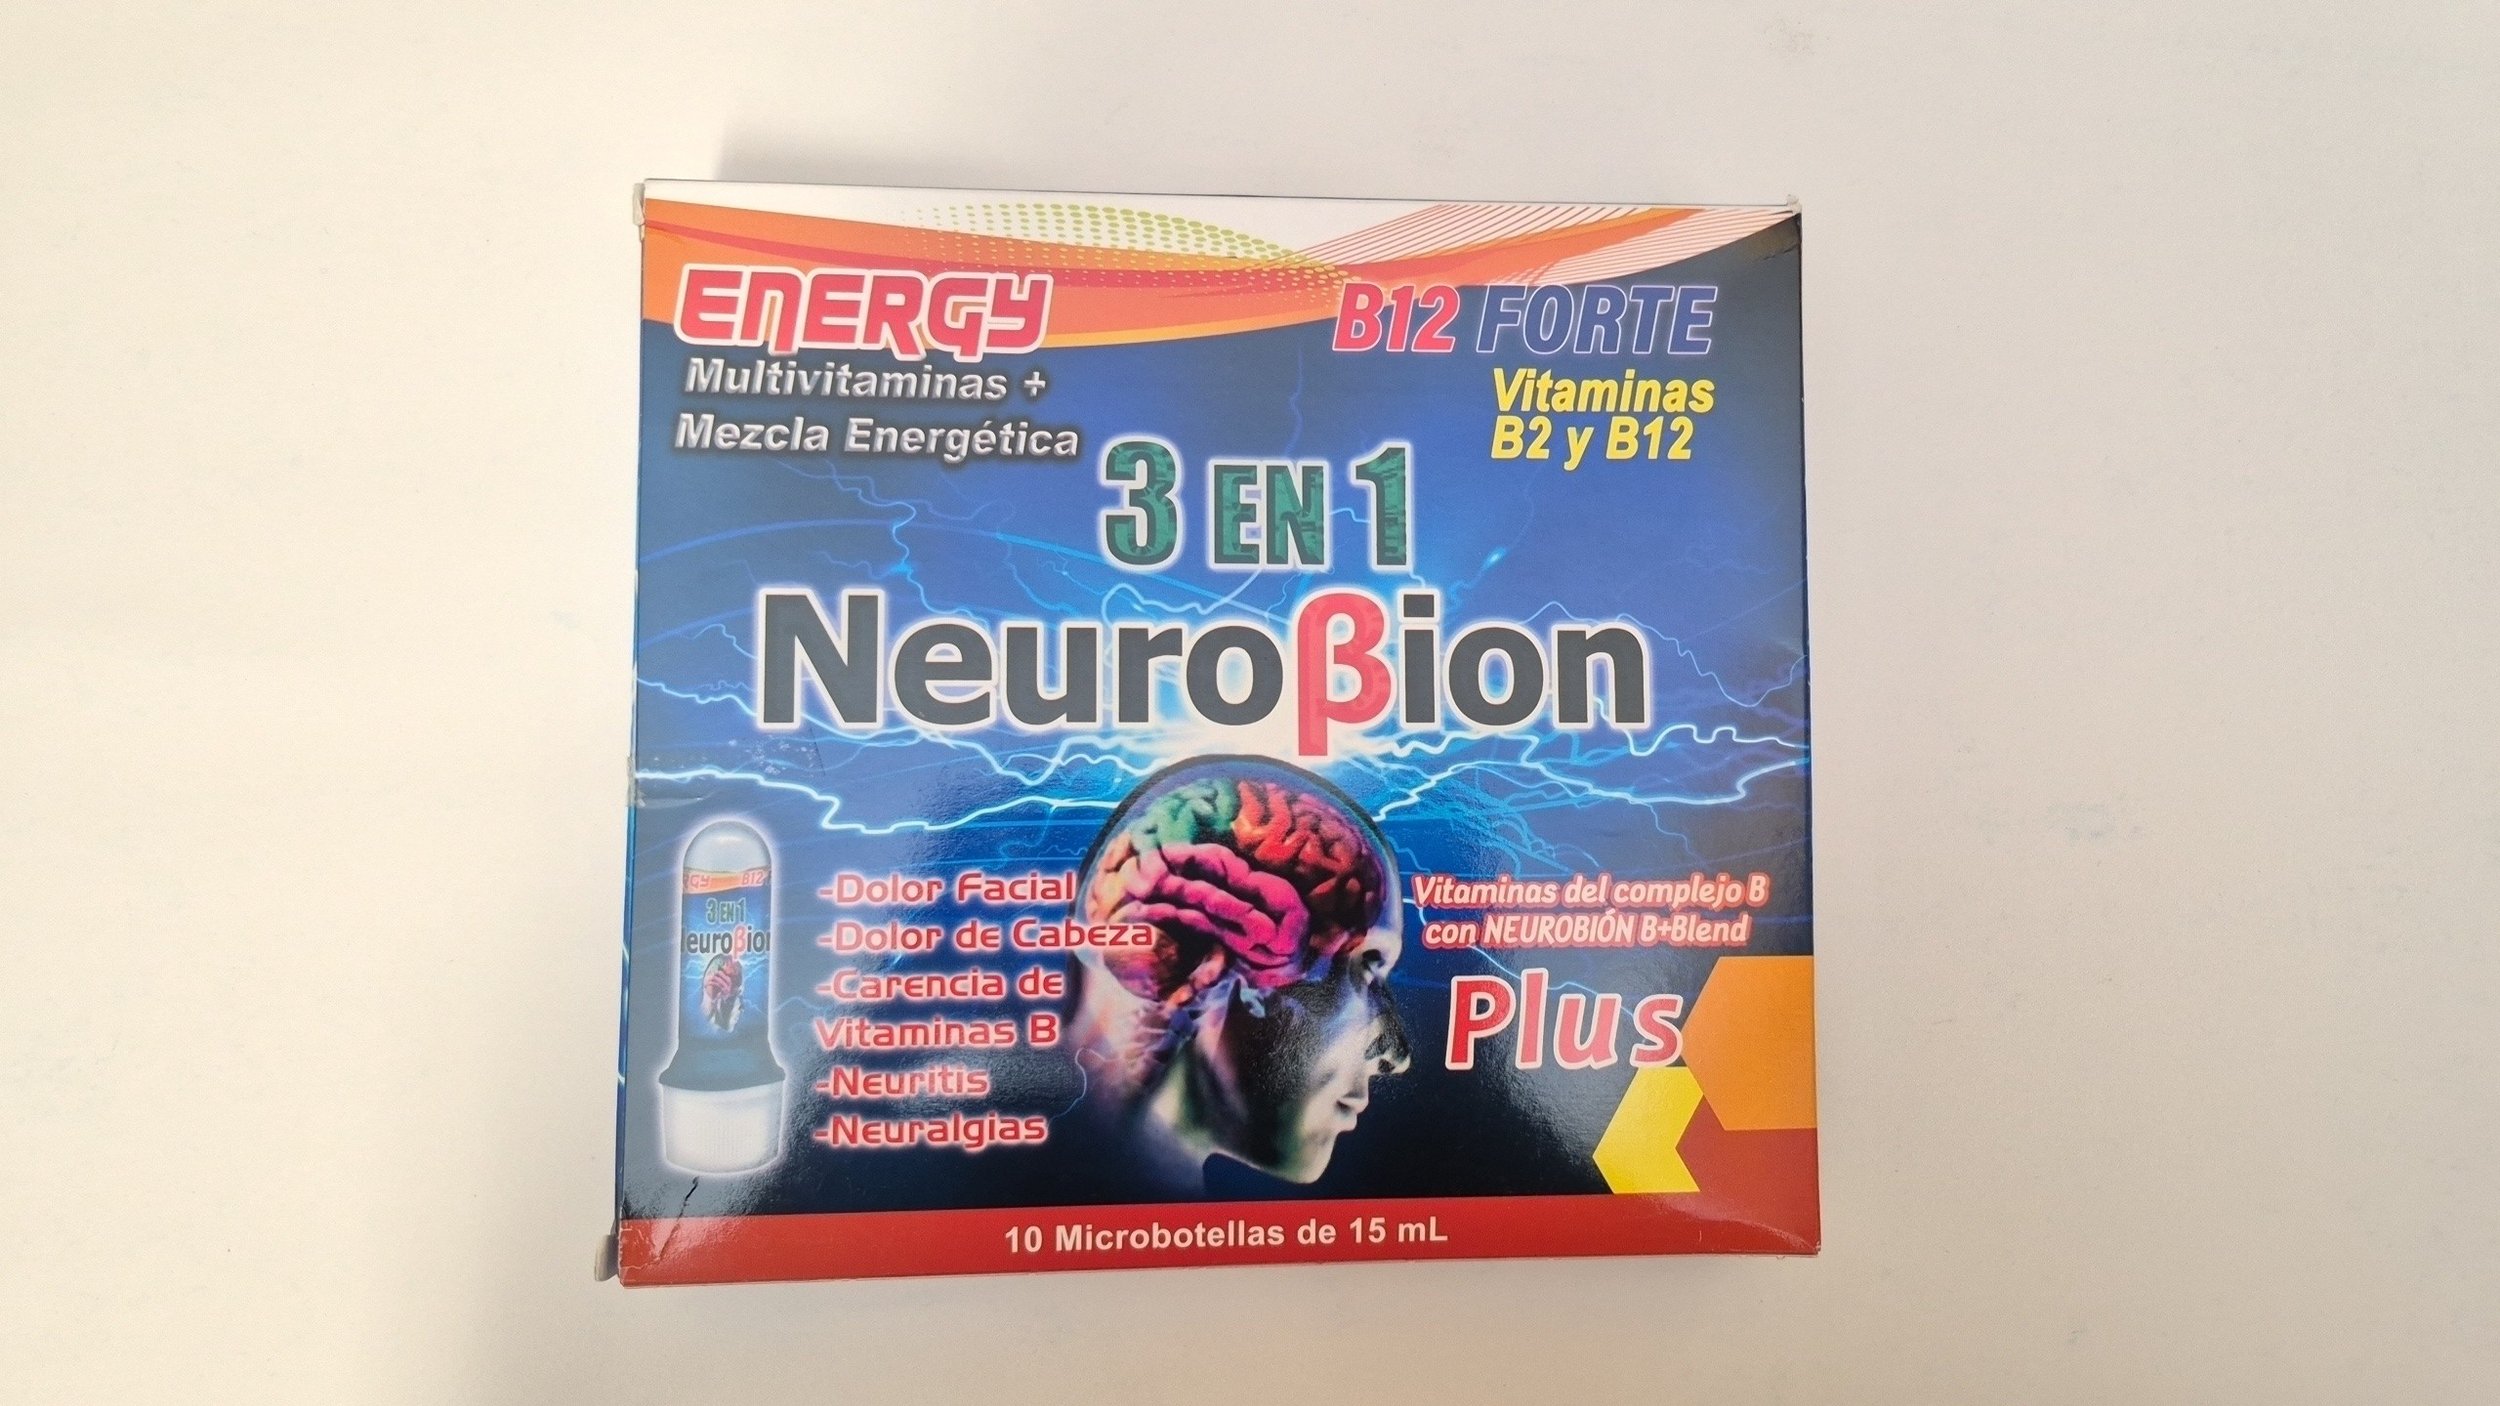 ENERGY
Multivitaminas +
Mezcla Energética
B12 FORTE
Vitaminas
B2 y B12
3 EN 1
Neuroβion
GY B12
3 EN 1
euroβion
-Dolor Facial
-Dolor de Cabeza
-Carencia de
Vitaminas B
-Neuritis
-Neuralgias
Vitaminas del complejo B
con NEUROBIÓN B+Blend
Plus
10 Microbotellas de 15 mL